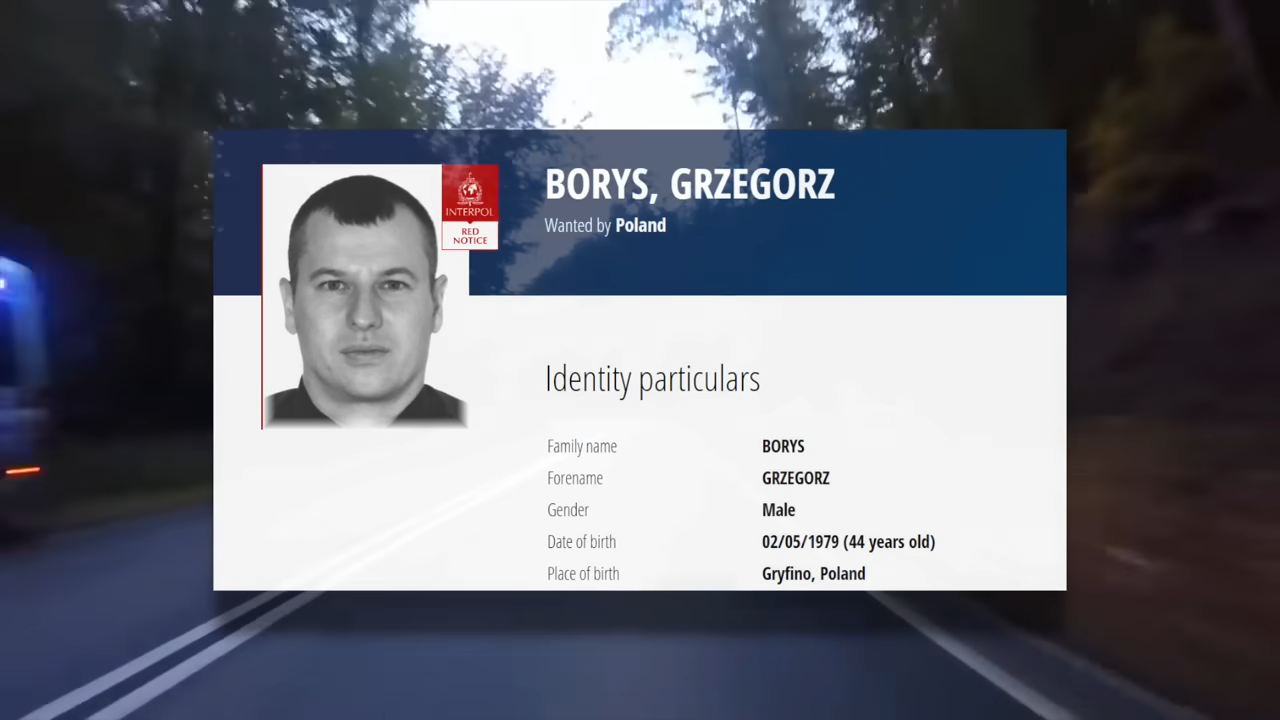 BORYS, GRZEGORZ
Wanted by Poland
INTERPOL
RED
NOTICE
Identity particulars
Family name BORYS
Forename GRZEGORZ
Gender Male
Date of birth 02/05/1979 (44 years old)
Place of birth Gryfino, Poland